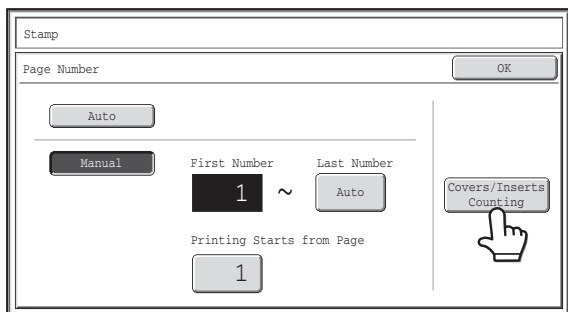 Stamp
Page Number
OK
Auto
Manual
First Number
Last Number
1
~
Auto
Covers/Inserts
Counting
Printing Starts from Page
1